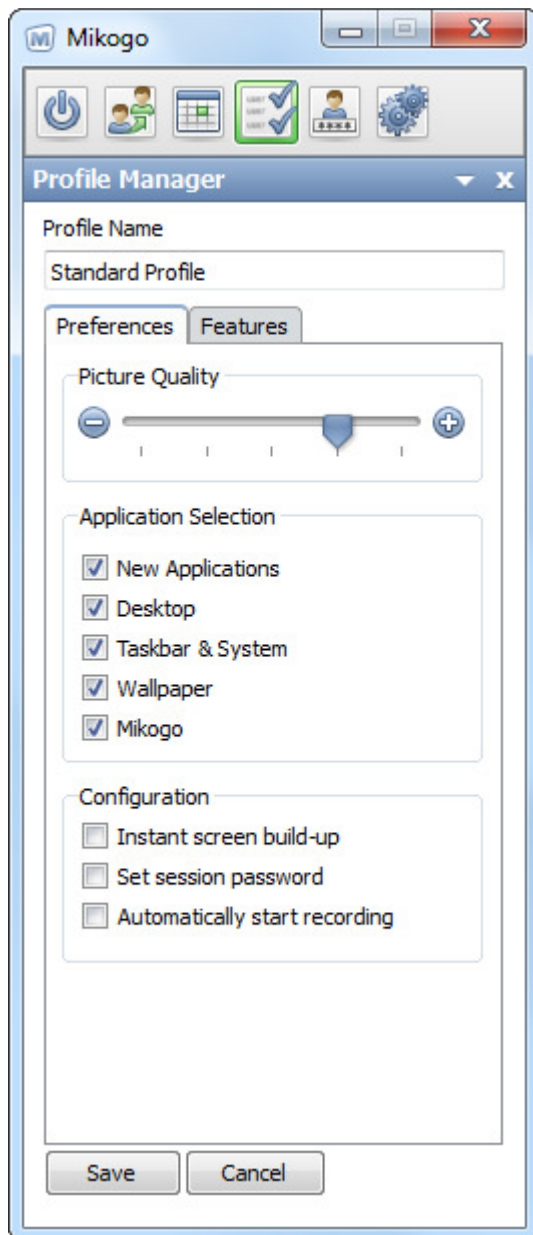 Mikogo
Profile Manager
Profile Name
Standard Profile
Preferences Features
Picture Quality
Application Selection
New Applications
Desktop
Taskbar & System
Wallpaper
Mikogo
Configuration
Instant screen build-up
Set session password
Automatically start recording
Save Cancel